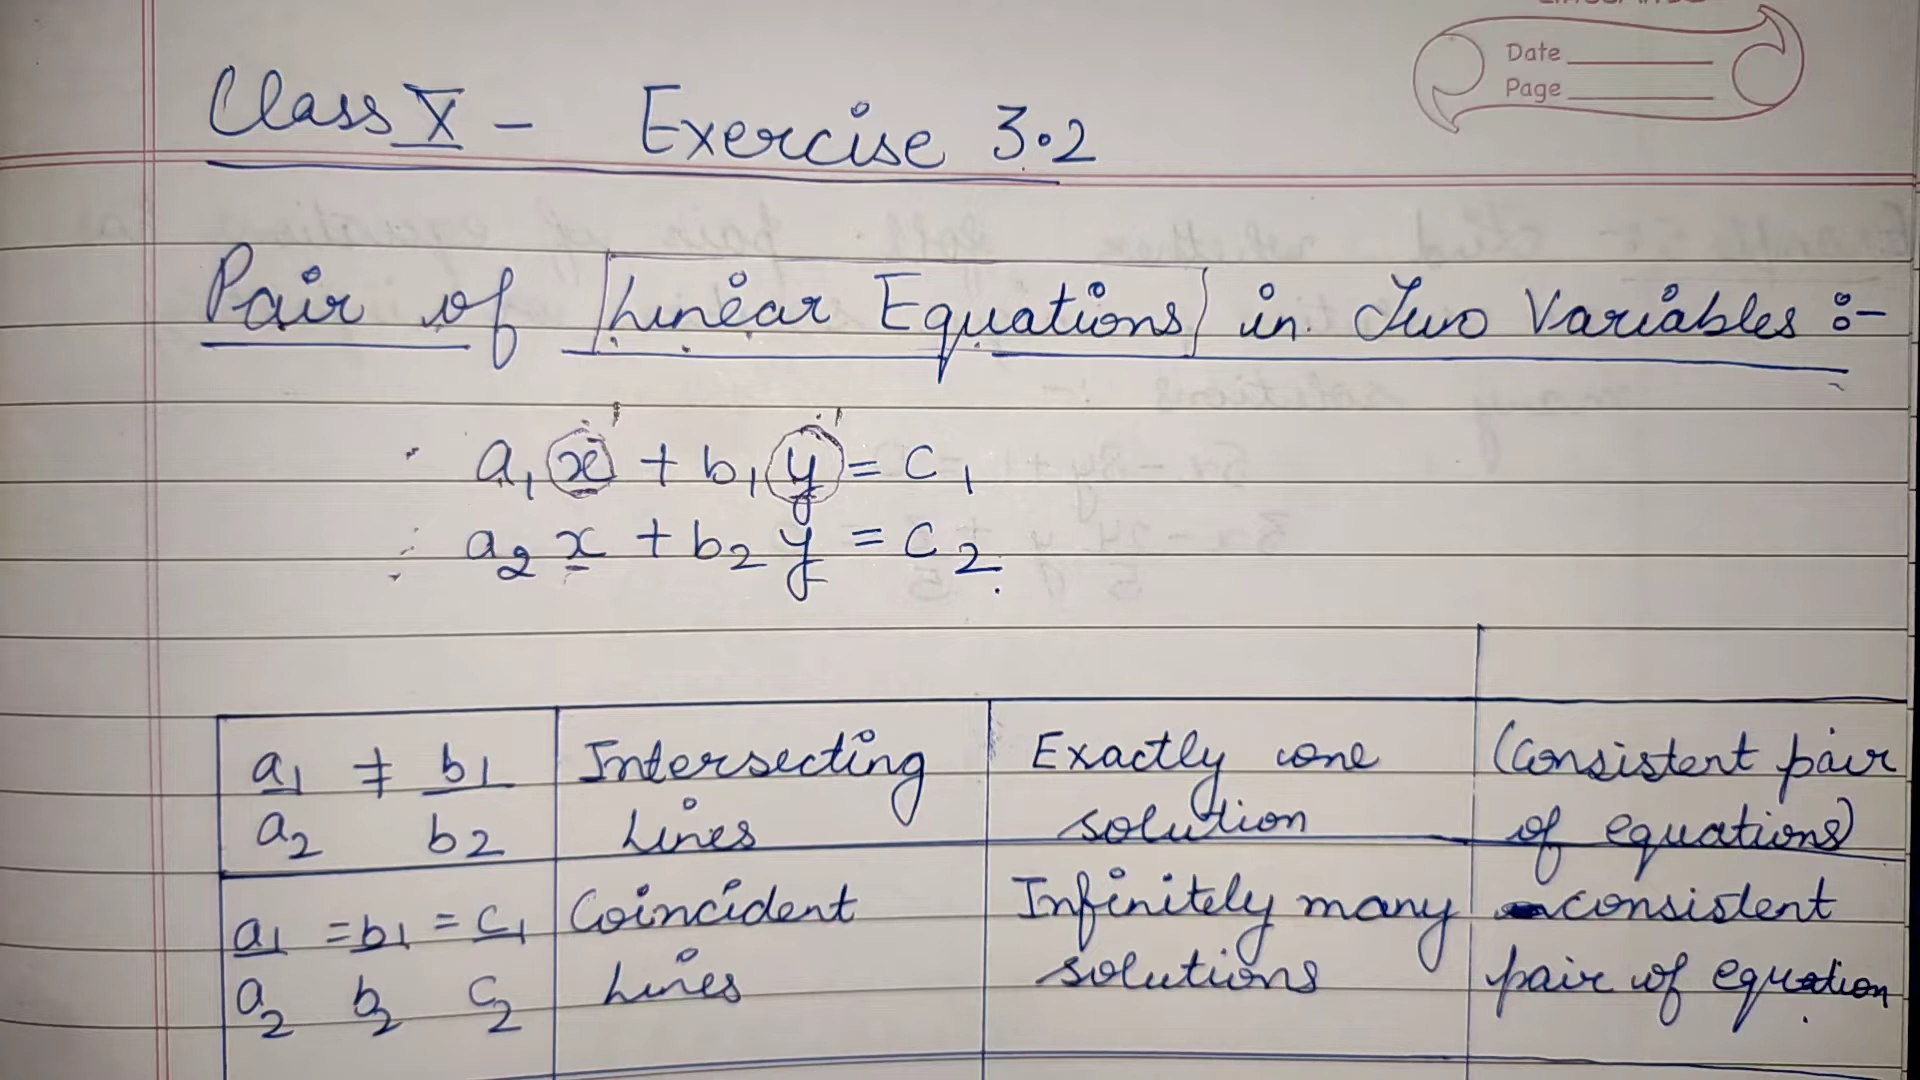 Date
Page
Class X - Exercise 3.2
Pair of Linear Equations in Two Variables :-
a₁x + b₁y = c₁
a₂x + b₂y = c₂
a₁/a₂ ≠ b₁/b₂
Intersecting
Lines
Exactly one
solution
(Consistent pair
of equations)
a₁/a₂ = b₁/b₂ = c₁/c₂
Coincident
Lines
Infinitely many
solutions
consistent
pair of equation